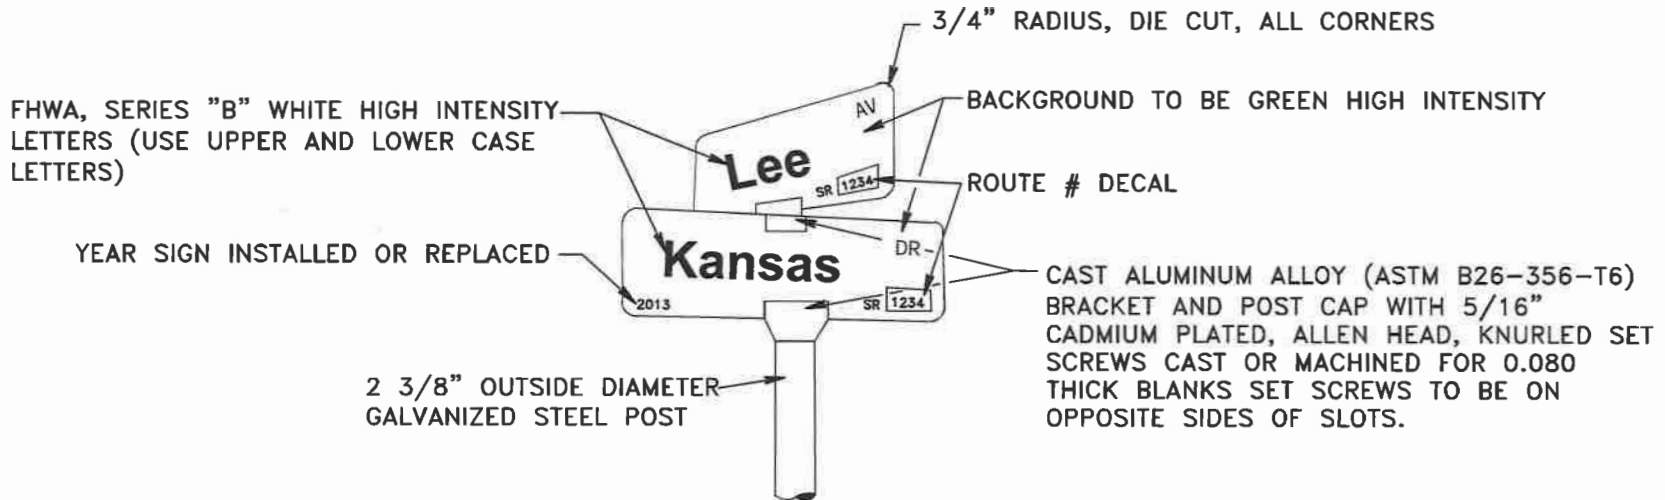 3/4” RADIUS, DIE CUT, ALL CORNERS
FHWA, SERIES ”B” WHITE HIGH INTENSITY
LETTERS (USE UPPER AND LOWER CASE
LETTERS)
BACKGROUND TO BE GREEN HIGH INTENSITY
AV
Lee
SR 1234
ROUTE # DECAL
YEAR SIGN INSTALLED OR REPLACED
DR
Kansas
2013
SR 1234
CAST ALUMINUM ALLOY (ASTM B26-356-T6)
BRACKET AND POST CAP WITH 5/16”
CADMIUM PLATED, ALLEN HEAD, KNURLED SET
SCREWS CAST OR MACHINED FOR 0.080
THICK BLANKS SET SCREWS TO BE ON
OPPOSITE SIDES OF SLOTS.
2 3/8” OUTSIDE DIAMETER
GALVANIZED STEEL POST